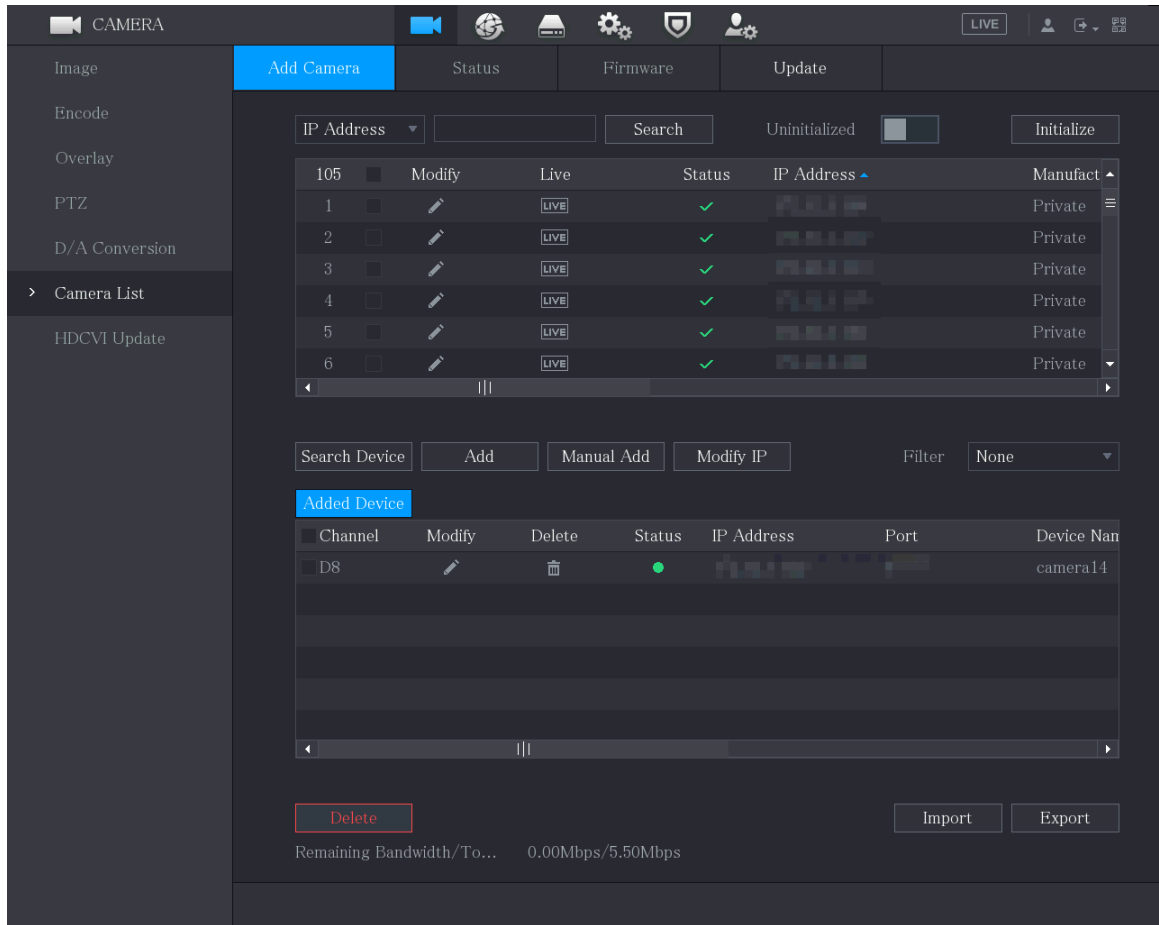 CAMERA LIVE
Image Add Camera Status Firmware Update
Encode
IP Address Search Uninitialized Initialize
Overlay
105 Modify Live Status IP Address Manufact
PTZ
1 LIVE Private
2 LIVE Private
D/A Conversion
3 LIVE Private
Camera List
4 LIVE Private
5 LIVE Private
HDCVI Update
6 LIVE Private
Search Device Add Manual Add Modify IP Filter None
Added Device
Channel Modify Delete Status IP Address Port Device Nam
D8 camera14
Delete Import Export
Remaining Bandwidth/To... 0.00Mbps/5.50Mbps